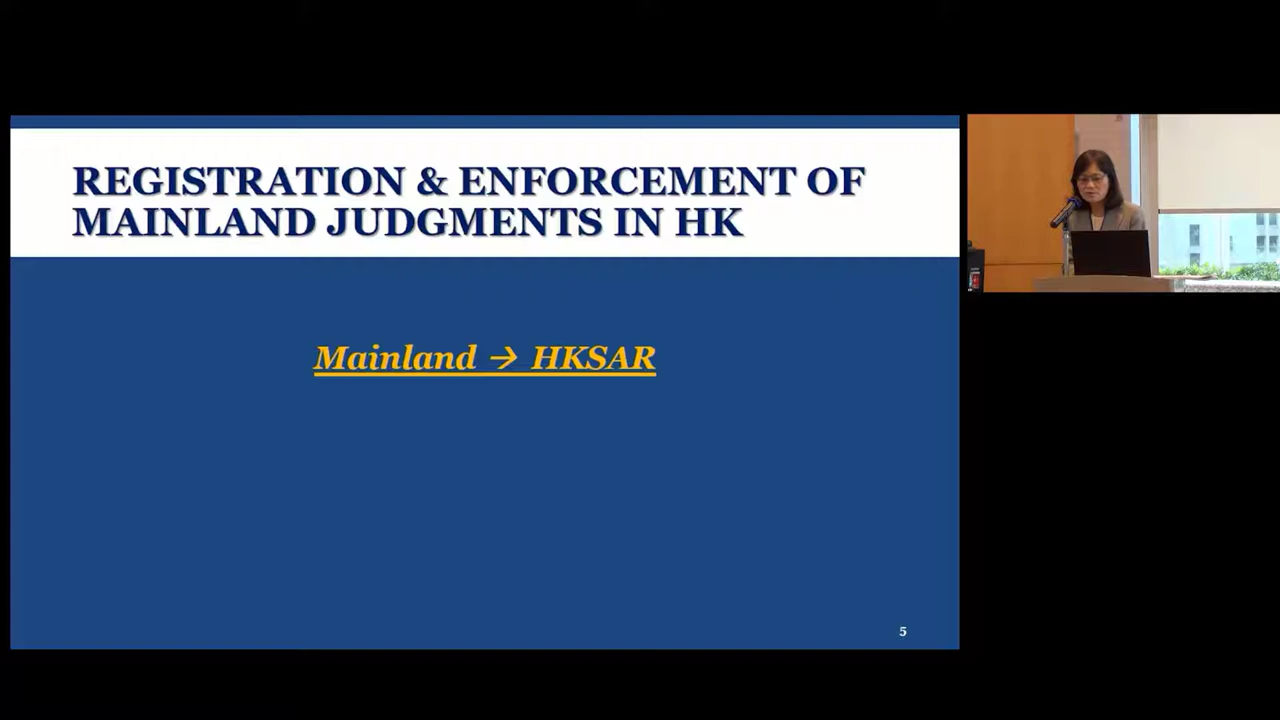 REGISTRATION & ENFORCEMENT OF
MAINLAND JUDGMENTS IN HK
Mainland → HKSAR
5